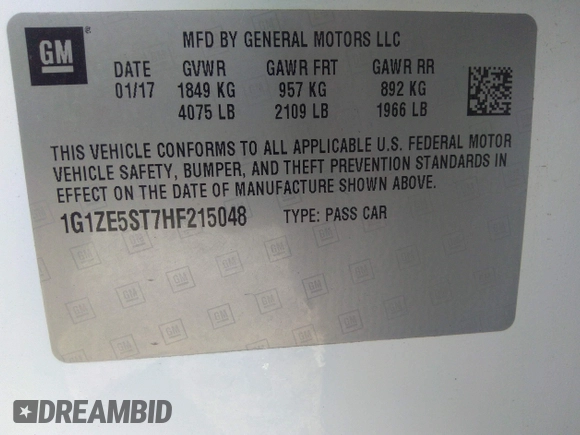 GM
MFD BY GENERAL MOTORS LLC
DATE GVWR GAWR FRT GAWR RR
01/17 1849 KG 957 KG 892 KG
4075 LB 2109 LB 1966 LB
THIS VEHICLE CONFORMS TO ALL APPLICABLE U.S. FEDERAL MOTOR
VEHICLE SAFETY, BUMPER, AND THEFT PREVENTION STANDARDS IN
EFFECT ON THE DATE OF MANUFACTURE SHOWN ABOVE.
1G1ZE5ST7HF215048 TYPE: PASS CAR
DREAMBID